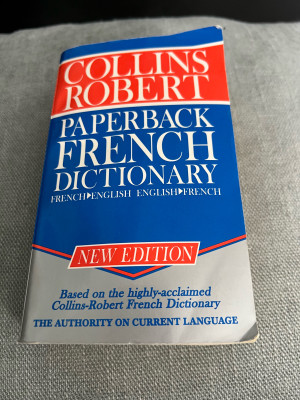 COLLINS
ROBERT
PAPERBACK
FRENCH
DICTIONARY
FRENCH▶ENGLISH ENGLISH▶FRENCH
NEW EDITION
Based on the highly-acclaimed
Collins-Robert French Dictionary
THE AUTHORITY ON CURRENT LANGUAGE